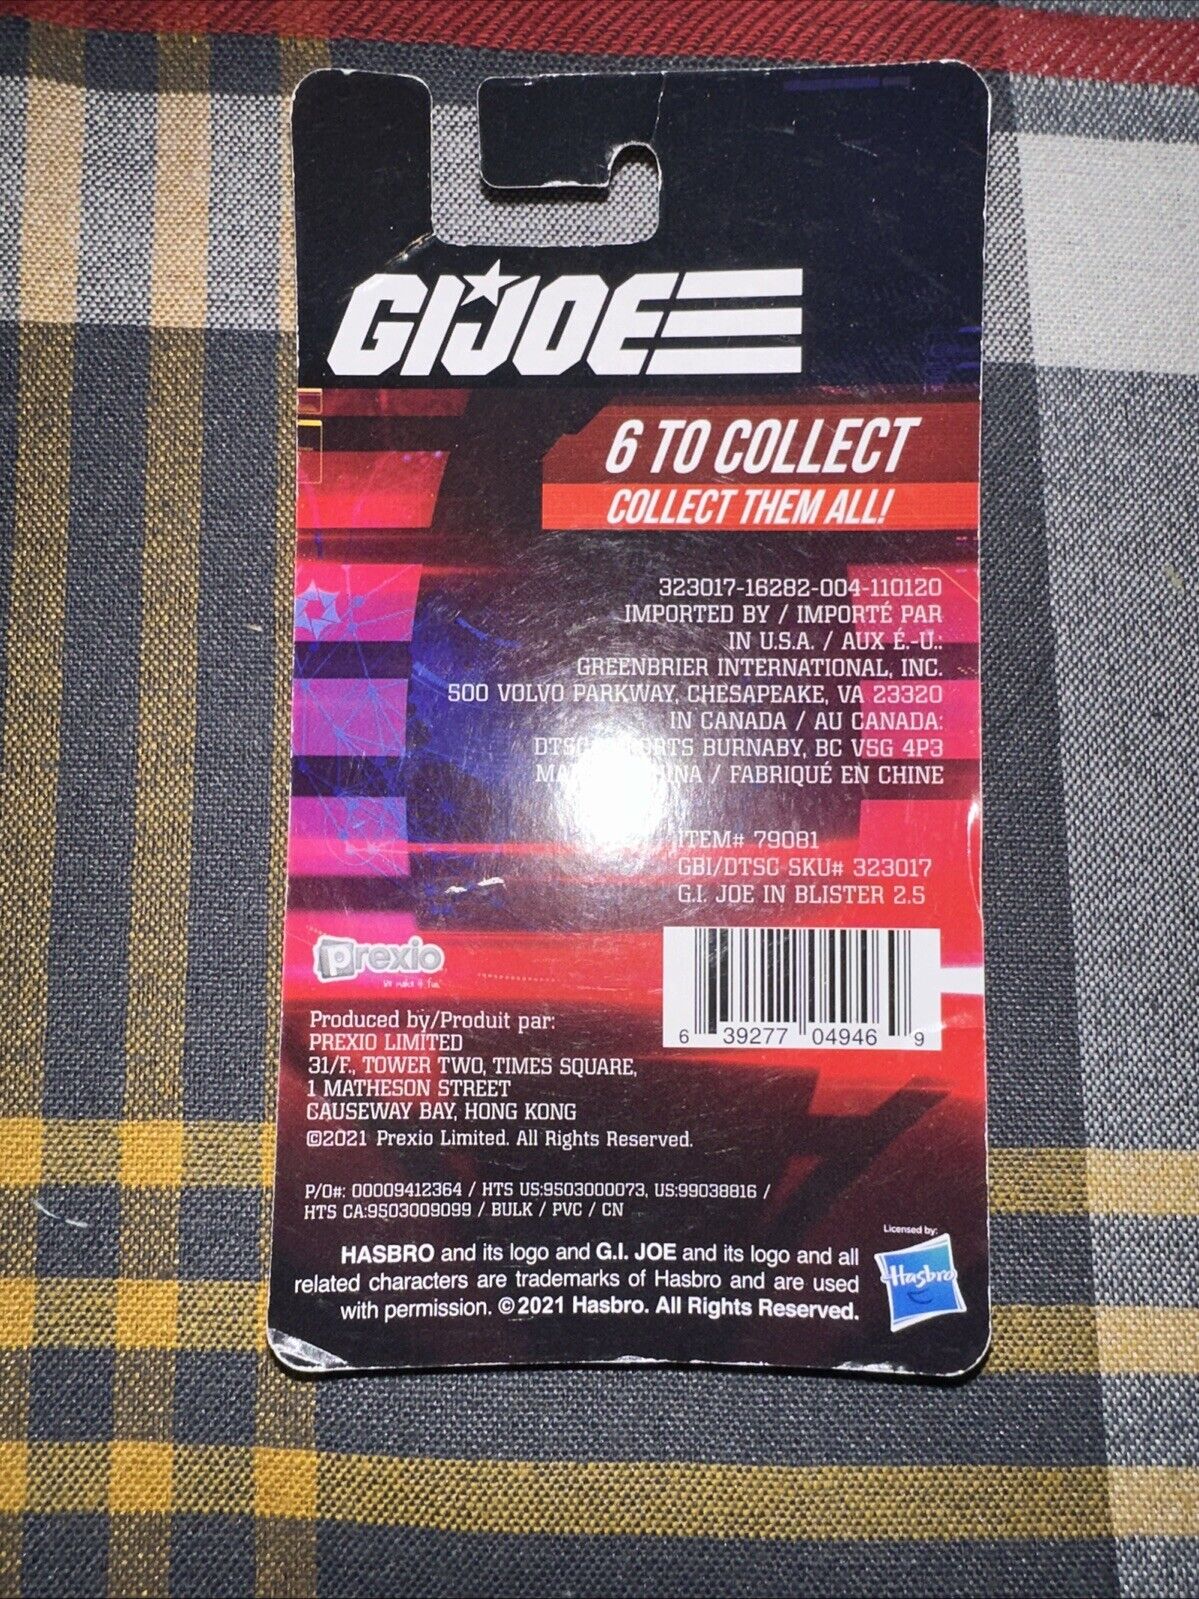 GIJOE
6 TO COLLECT
COLLECT THEM ALL!
323017-16282-004-110120
IMPORTED BY / IMPORTÉ PAR
IN U.S.A. / AUX É.-U.:
GREENBRIER INTERNATIONAL, INC.
500 VOLVO PARKWAY, CHESAPEAKE, VA 23320
IN CANADA / AU CANADA:
BURNABY, BC V5G 4P3
/ FABRIQUÉ EN CHINE
ITEM# 79081
GBI/DTSC SKU# 323017
G.I. JOE IN BLISTER 2.5
prexio
We make it fun
6 39277 04946 9
Produced by/Produit par:
PREXIO LIMITED
31/F., TOWER TWO, TIMES SQUARE,
1 MATHESON STREET
CAUSEWAY BAY, HONG KONG
©2021 Prexio Limited. All Rights Reserved.
P/O#: 00009412364 / HTS US:9503000073, US:99038816 /
HTS CA:9503009099 / BULK / PVC / CN
HASBRO and its logo and G.I. JOE and its logo and all
related characters are trademarks of Hasbro and are used
with permission. ©2021 Hasbro. All Rights Reserved.
Licensed by:
Hasbro